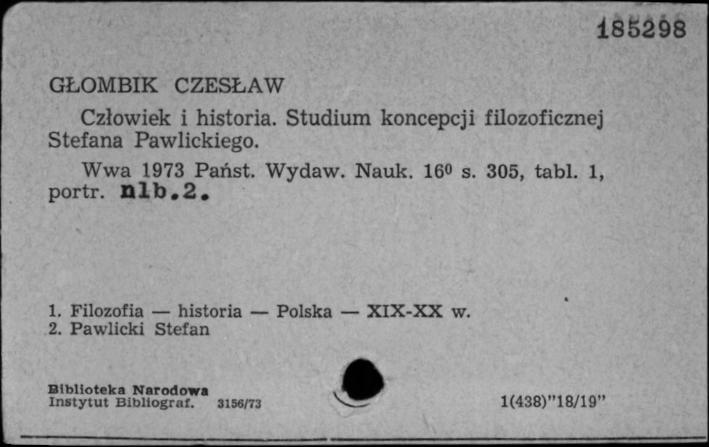 185298
GŁOMBIK CZESŁAW
Człowiek i historia. Studium koncepcji filozoficznej
Stefana Pawlickiego.
Wwa 1973 Państ. Wydaw. Nauk. 16⁰ s. 305, tabl. 1,
portr. nlb.2.
1. Filozofia — historia — Polska — XIX-XX w.
2. Pawlicki Stefan
Biblioteka Narodowa
Instytut Bibliograf. 3156/73
1(438)"18/19"